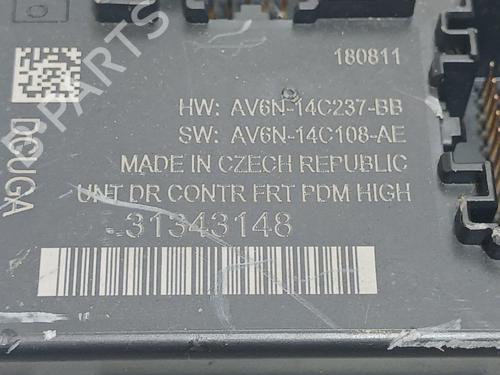 180811
HW: AV6N-14C237-BB
SW: AV6N-14C108-AE
MADE IN CZECH REPUBLIC
UNT DR CONTR FRT PDM HIGH
31343148
DCUGA
PARTS